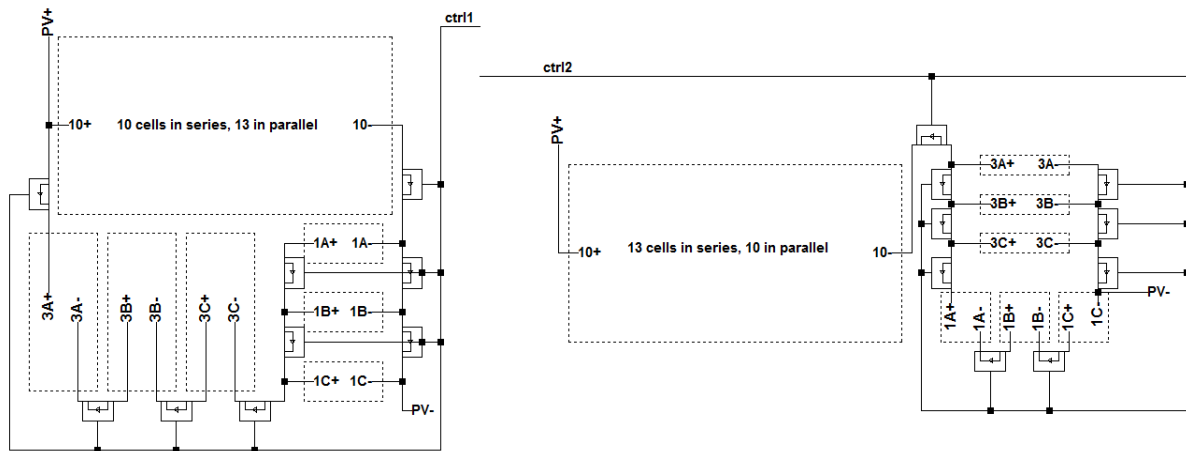 ctrl1
PV+
10+ 10 cells in series, 13 in parallel 10-
1A+ 1A-
3A+ 3A- 3B+ 3B- 3C+ 3C-
1B+ 1B-
1C+ 1C-
PV-
ctrl2
PV+
3A+ 3A-
3B+ 3B-
10+ 13 cells in series, 10 in parallel 10-
3C+ 3C-
PV-
1A+ 1A- 1B+ 1B- 1C+ 1C-